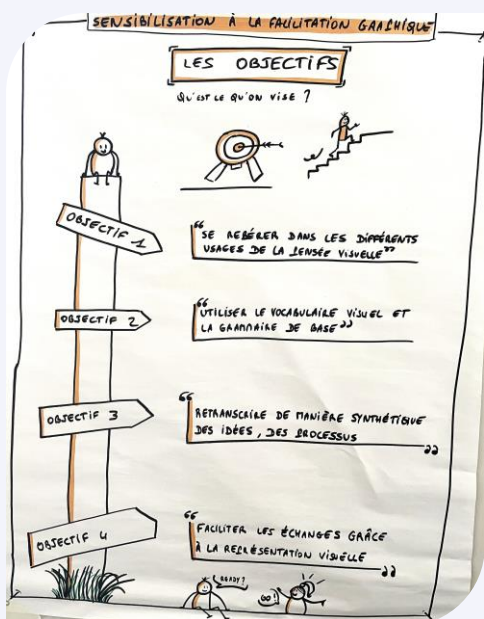 SENSIBILISATION À LA FACILITATION GRAPHIQUE
LES OBJECTIFS
QU'EST LE QU'ON VISE ?
OBJECTIF 1
"SE REPÉRER DANS LES DIFFÉRENTS
USAGES DE LA PENSÉE VISUELLE"
OBJECTIF 2
"UTILISER LE VOCABULAIRE VISUEL ET
LA GRAMMAIRE DE BASE"
OBJECTIF 3
"RETRANSCRIRE DE MANIÈRE SYNTHÉTIQUE
DES IDÉES, DES PROCESSUS"
OBJECTIF 4
"FACILITER LES ÉCHANGES GRÂCE
À LA REPRÉSENTATION VISUELLE"
READY ?
GO !